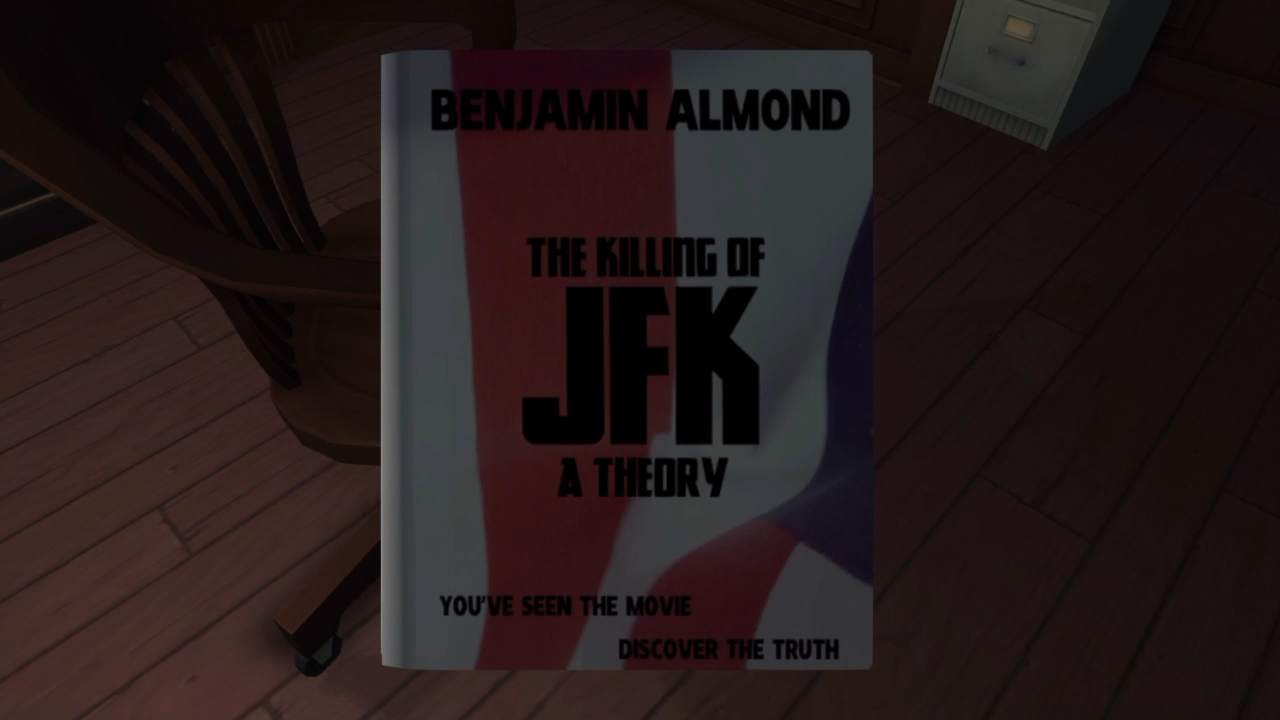 BENJAMIN ALMOND
THE KILLING OF
JFK
A THEORY
YOU'VE SEEN THE MOVIE
DISCOVER THE TRUTH